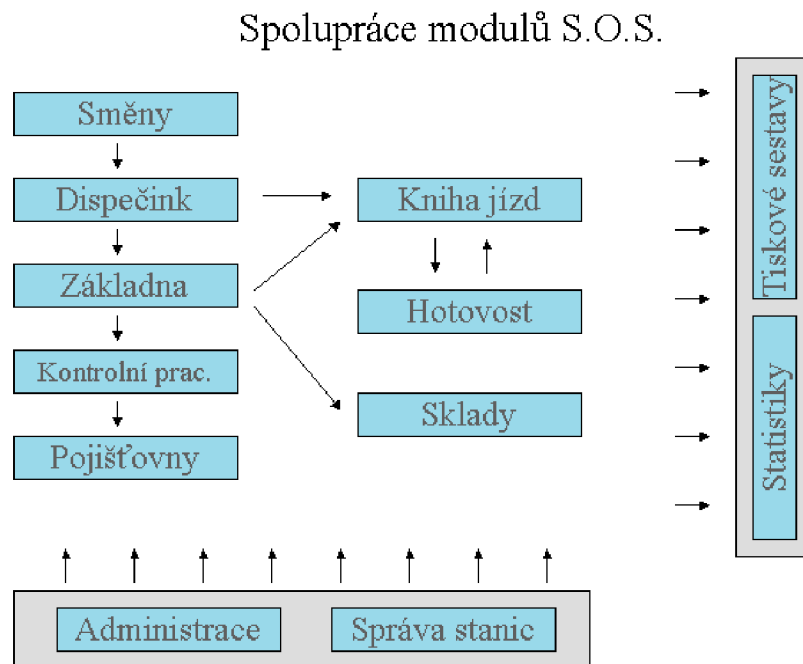 Spolupráce modulů S.O.S.
Směny
Dispečink
Základna
Kontrolní prac.
Pojišťovny
Kniha jízd
Hotovost
Sklady
Tiskové sestavy
Statistiky
Administrace
Správa stanic